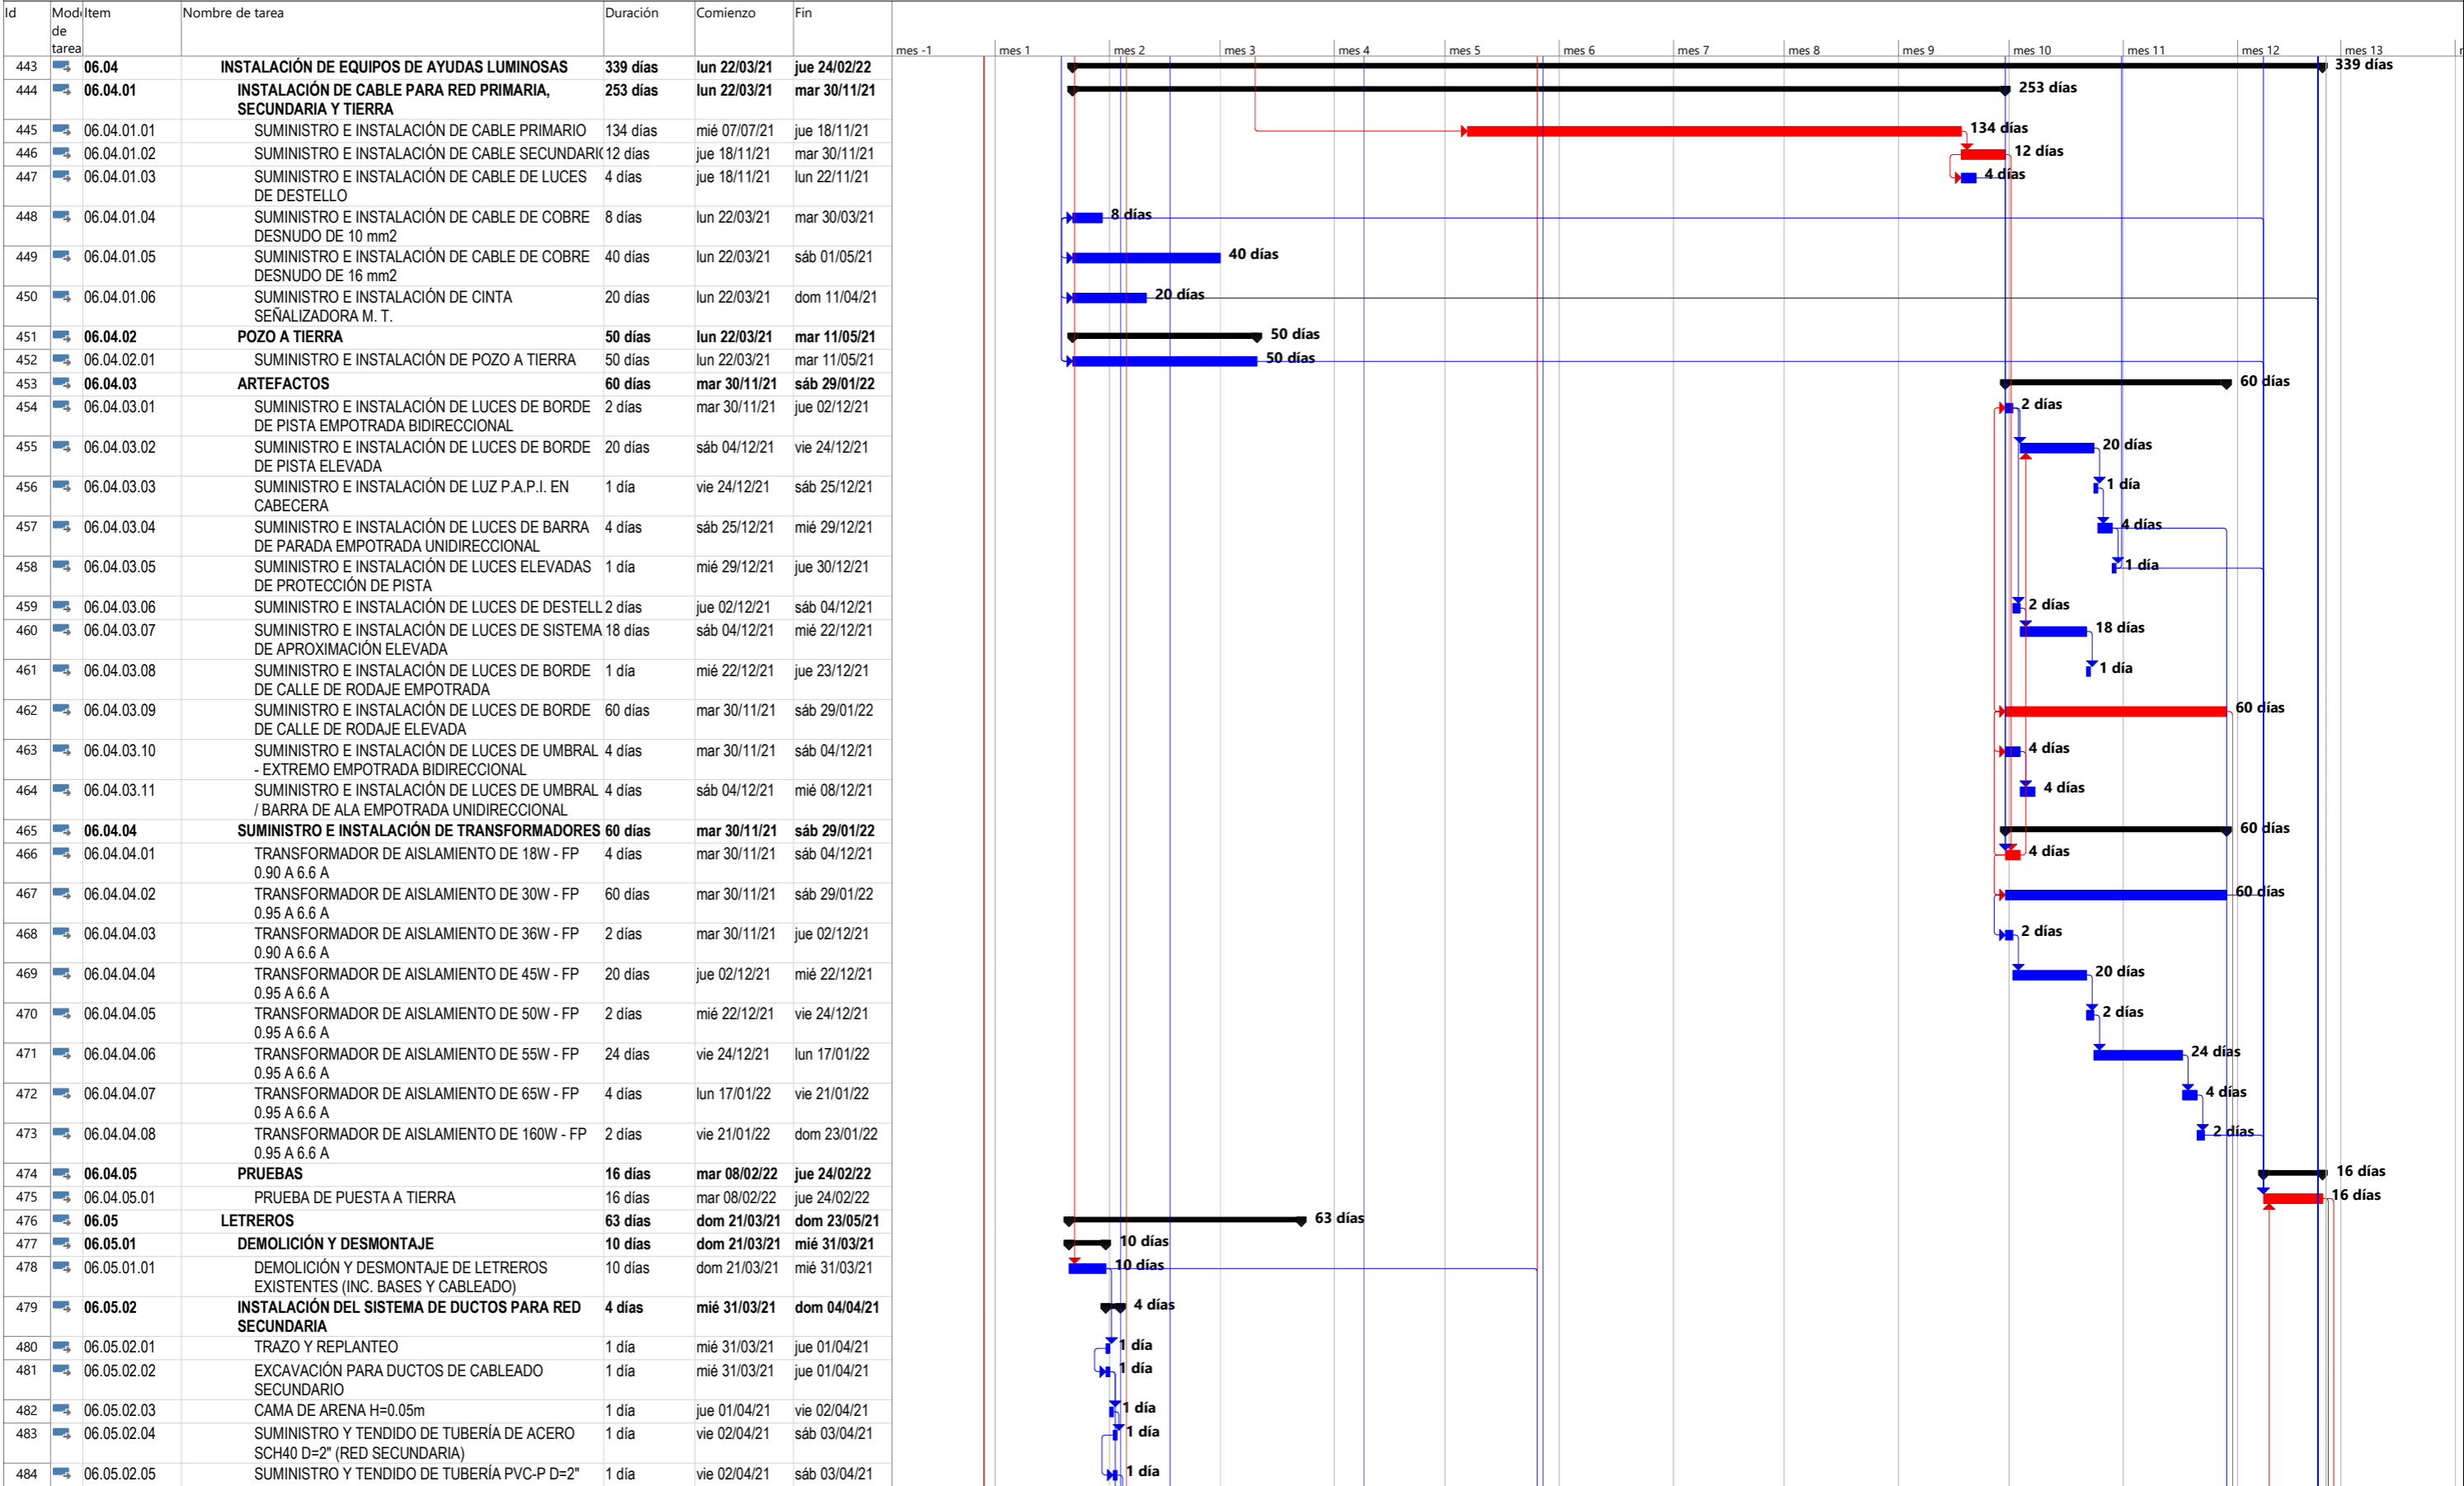 Id Modo de tarea Item Nombre de tarea Duración Comienzo Fin
mes -1 mes 1 mes 2 mes 3 mes 4 mes 5 mes 6 mes 7 mes 8 mes 9 mes 10 mes 11 mes 12 mes 13
443 06.04 INSTALACIÓN DE EQUIPOS DE AYUDAS LUMINOSAS 339 días lun 22/03/21 jue 24/02/22 339 días
444 06.04.01 INSTALACIÓN DE CABLE PARA RED PRIMARIA, 253 días lun 22/03/21 mar 30/11/21 253 días
SECUNDARIA Y TIERRA
445 06.04.01.01 SUMINISTRO E INSTALACIÓN DE CABLE PRIMARIO 134 días mié 07/07/21 jue 18/11/21 134 días
446 06.04.01.02 SUMINISTRO E INSTALACIÓN DE CABLE SECUNDARIO 12 días jue 18/11/21 mar 30/11/21 12 días
447 06.04.01.03 SUMINISTRO E INSTALACIÓN DE CABLE DE LUCES 4 días jue 18/11/21 lun 22/11/21 4 días
DE DESTELLO
448 06.04.01.04 SUMINISTRO E INSTALACIÓN DE CABLE DE COBRE 8 días lun 22/03/21 mar 30/03/21 8 días
DESNUDO DE 10 mm2
449 06.04.01.05 SUMINISTRO E INSTALACIÓN DE CABLE DE COBRE 40 días lun 22/03/21 sáb 01/05/21 40 días
DESNUDO DE 16 mm2
450 06.04.01.06 SUMINISTRO E INSTALACIÓN DE CINTA 20 días lun 22/03/21 dom 11/04/21 20 días
SEÑALIZADORA M. T.
451 06.04.02 POZO A TIERRA 50 días lun 22/03/21 mar 11/05/21 50 días
452 06.04.02.01 SUMINISTRO E INSTALACIÓN DE POZO A TIERRA 50 días lun 22/03/21 mar 11/05/21 50 días
453 06.04.03 ARTEFACTOS 60 días mar 30/11/21 sáb 29/01/22 60 días
454 06.04.03.01 SUMINISTRO E INSTALACIÓN DE LUCES DE BORDE 2 días mar 30/11/21 jue 02/12/21 2 días
DE PISTA EMPOTRADA BIDIRECCIONAL
455 06.04.03.02 SUMINISTRO E INSTALACIÓN DE LUCES DE BORDE 20 días sáb 04/12/21 vie 24/12/21 20 días
DE PISTA ELEVADA
456 06.04.03.03 SUMINISTRO E INSTALACIÓN DE LUZ P.A.P.I. EN 1 día vie 24/12/21 sáb 25/12/21 1 día
CABECERA
457 06.04.03.04 SUMINISTRO E INSTALACIÓN DE LUCES DE BARRA 4 días sáb 25/12/21 mié 29/12/21 4 días
DE PARADA EMPOTRADA UNIDIRECCIONAL
458 06.04.03.05 SUMINISTRO E INSTALACIÓN DE LUCES ELEVADAS 1 día mié 29/12/21 jue 30/12/21 1 día
DE PROTECCIÓN DE PISTA
459 06.04.03.06 SUMINISTRO E INSTALACIÓN DE LUCES DE DESTELL 2 días jue 02/12/21 sáb 04/12/21 2 días
460 06.04.03.07 SUMINISTRO E INSTALACIÓN DE LUCES DE SISTEMA 18 días sáb 04/12/21 mié 22/12/21 18 días
DE APROXIMACIÓN ELEVADA
461 06.04.03.08 SUMINISTRO E INSTALACIÓN DE LUCES DE BORDE 1 día mié 22/12/21 jue 23/12/21 1 día
DE CALLE DE RODAJE EMPOTRADA
462 06.04.03.09 SUMINISTRO E INSTALACIÓN DE LUCES DE BORDE 60 días mar 30/11/21 sáb 29/01/22 60 días
DE CALLE DE RODAJE ELEVADA
463 06.04.03.10 SUMINISTRO E INSTALACIÓN DE LUCES DE UMBRAL 4 días mar 30/11/21 sáb 04/12/21 4 días
- EXTREMO EMPOTRADA BIDIRECCIONAL
464 06.04.03.11 SUMINISTRO E INSTALACIÓN DE LUCES DE UMBRAL 4 días sáb 04/12/21 mié 08/12/21 4 días
/ BARRA DE ALA EMPOTRADA UNIDIRECCIONAL
465 06.04.04 SUMINISTRO E INSTALACIÓN DE TRANSFORMADORES 60 días mar 30/11/21 sáb 29/01/22 60 días
466 06.04.04.01 TRANSFORMADOR DE AISLAMIENTO DE 18W - FP 4 días mar 30/11/21 sáb 04/12/21 4 días
0.90 A 6.6 A
467 06.04.04.02 TRANSFORMADOR DE AISLAMIENTO DE 30W - FP 60 días mar 30/11/21 sáb 29/01/22 60 días
0.95 A 6.6 A
468 06.04.04.03 TRANSFORMADOR DE AISLAMIENTO DE 36W - FP 2 días mar 30/11/21 jue 02/12/21 2 días
0.90 A 6.6 A
469 06.04.04.04 TRANSFORMADOR DE AISLAMIENTO DE 45W - FP 20 días jue 02/12/21 mié 22/12/21 20 días
0.95 A 6.6 A
470 06.04.04.05 TRANSFORMADOR DE AISLAMIENTO DE 50W - FP 2 días mié 22/12/21 vie 24/12/21 2 días
0.95 A 6.6 A
471 06.04.04.06 TRANSFORMADOR DE AISLAMIENTO DE 55W - FP 24 días vie 24/12/21 lun 17/01/22 24 días
0.95 A 6.6 A
472 06.04.04.07 TRANSFORMADOR DE AISLAMIENTO DE 65W - FP 4 días lun 17/01/22 vie 21/01/22 4 días
0.95 A 6.6 A
473 06.04.04.08 TRANSFORMADOR DE AISLAMIENTO DE 160W - FP 2 días vie 21/01/22 dom 23/01/22 2 días
0.95 A 6.6 A
474 06.04.05 PRUEBAS 16 días mar 08/02/22 jue 24/02/22 16 días
475 06.04.05.01 PRUEBA DE PUESTA A TIERRA 16 días mar 08/02/22 jue 24/02/22 16 días
476 06.05 LETREROS 63 días dom 21/03/21 dom 23/05/21 63 días
477 06.05.01 DEMOLICIÓN Y DESMONTAJE 10 días dom 21/03/21 mié 31/03/21 10 días
478 06.05.01.01 DEMOLICIÓN Y DESMONTAJE DE LETREROS 10 días dom 21/03/21 mié 31/03/21 10 días
EXISTENTES (INC. BASES Y CABLEADO)
479 06.05.02 INSTALACIÓN DEL SISTEMA DE DUCTOS PARA RED 4 días mié 31/03/21 dom 04/04/21 4 días
SECUNDARIA
480 06.05.02.01 TRAZO Y REPLANTEO 1 día mié 31/03/21 jue 01/04/21 1 día
481 06.05.02.02 EXCAVACIÓN PARA DUCTOS DE CABLEADO 1 día mié 31/03/21 jue 01/04/21 1 día
SECUNDARIO
482 06.05.02.03 CAMA DE ARENA H=0.05m 1 día jue 01/04/21 vie 02/04/21 1 día
483 06.05.02.04 SUMINISTRO Y TENDIDO DE TUBERÍA DE ACERO 1 día vie 02/04/21 sáb 03/04/21 1 día
SCH40 D=2" (RED SECUNDARIA)
484 06.05.02.05 SUMINISTRO Y TENDIDO DE TUBERÍA PVC-P D=2" 1 día vie 02/04/21 sáb 03/04/21 1 día